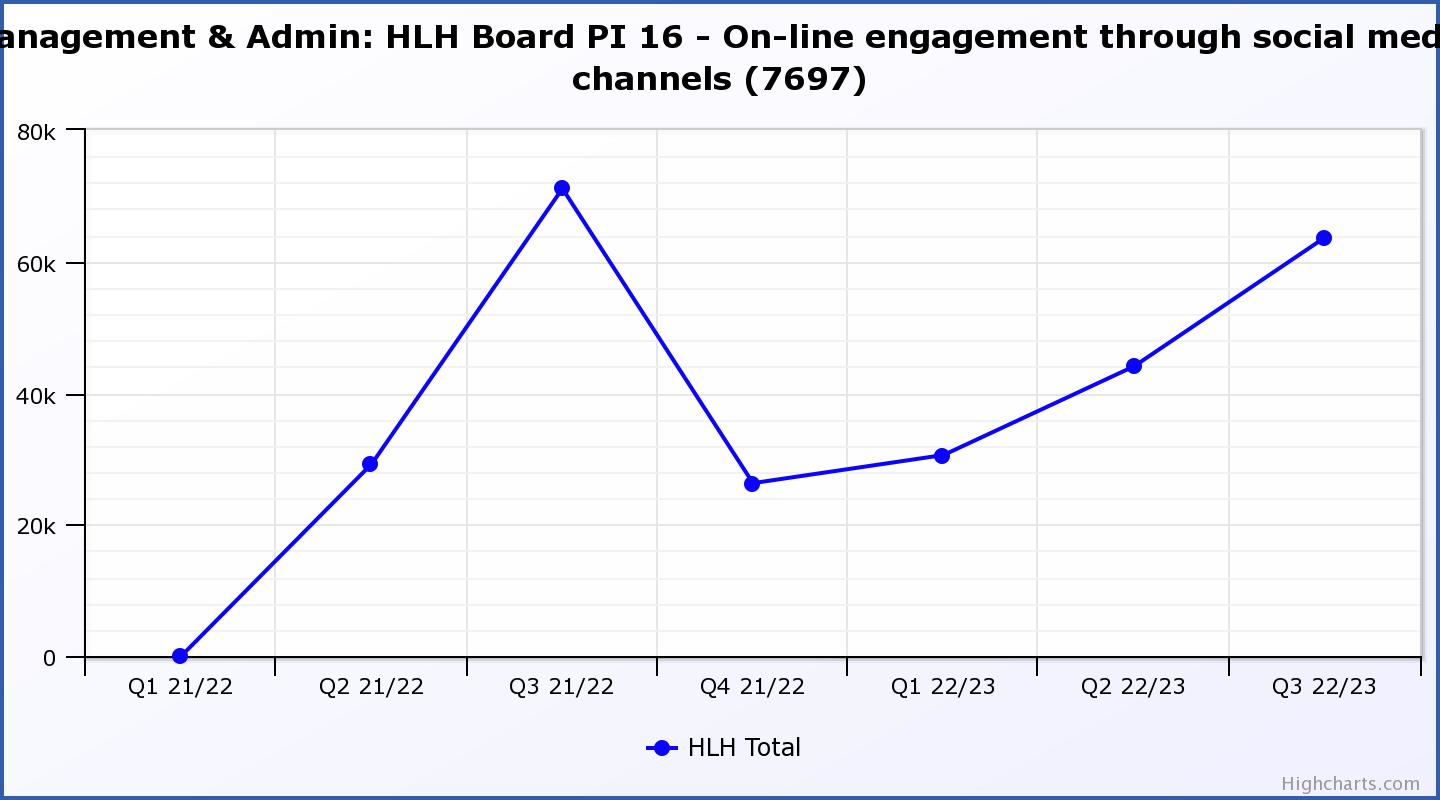 anagement & Admin: HLH Board PI 16 - On-line engagement through social med
channels (7697)
80k
60k
40k
20k
0
Q1 21/22 Q2 21/22 Q3 21/22 Q4 21/22 Q1 22/23 Q2 22/23 Q3 22/23
HLH Total
Highcharts.com